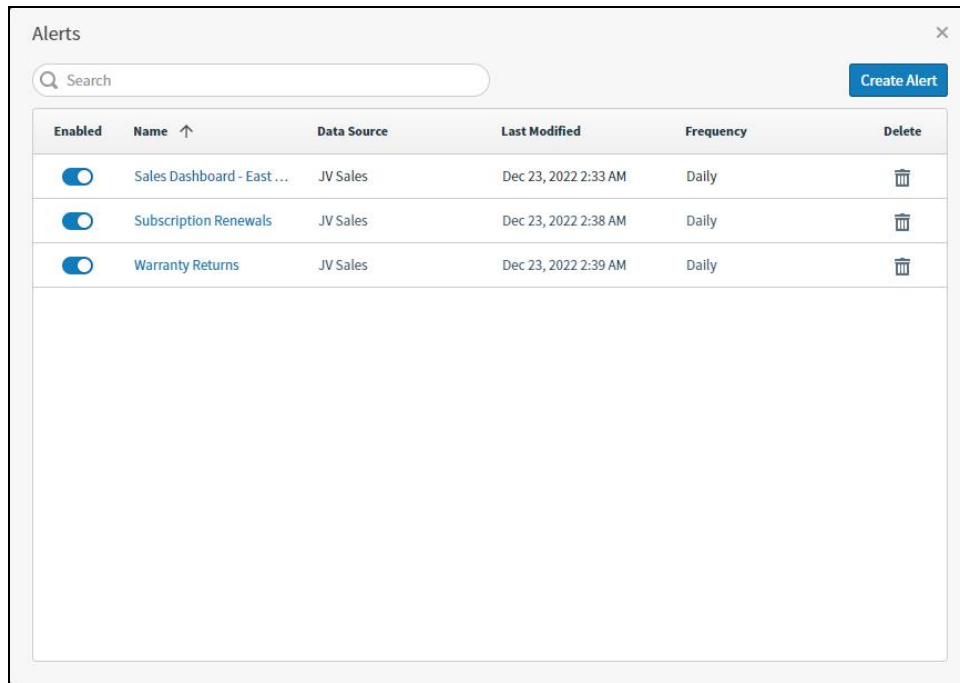 Alerts
Search
Create Alert
Enabled Name Data Source Last Modified Frequency Delete
Sales Dashboard - East ... JV Sales Dec 23, 2022 2:33 AM Daily
Subscription Renewals JV Sales Dec 23, 2022 2:38 AM Daily
Warranty Returns JV Sales Dec 23, 2022 2:39 AM Daily